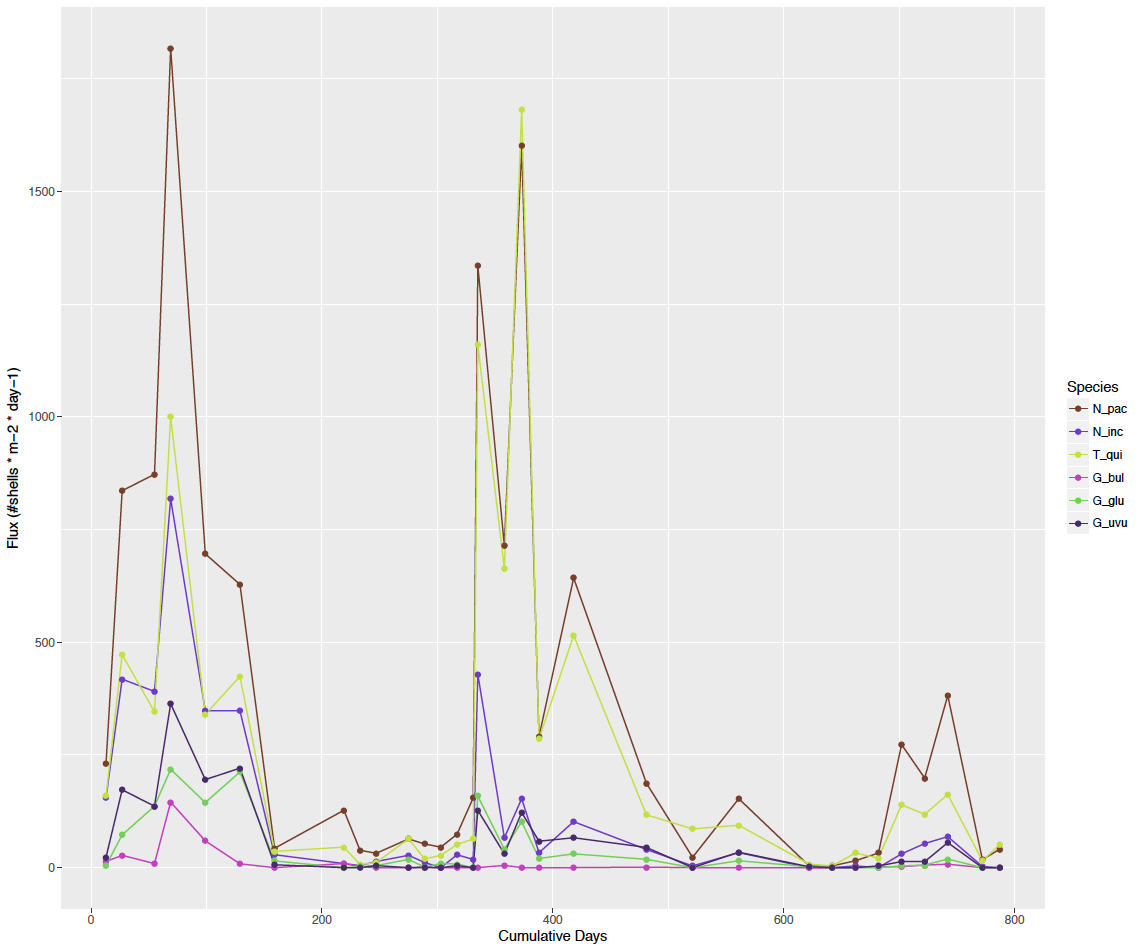 1500
1000
500
0
Flux (#shells * m−2 * day−1)
0 200 400 600 800
Cumulative Days
Species
N_pac
N_inc
T_qui
G_bul
G_glu
G_uvu